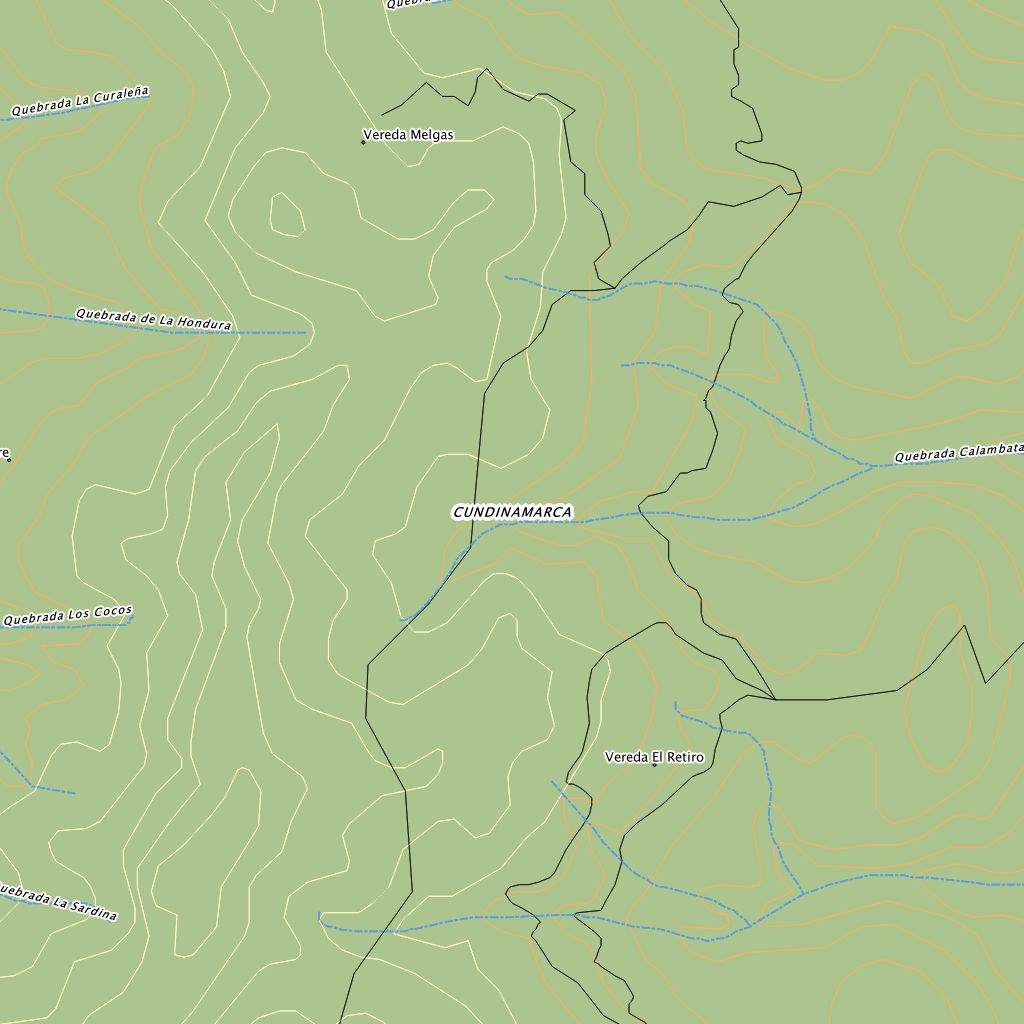 Quebrada La Curaleña
Vereda Melgas
Quebrada de La Hondura
Quebrada Calambata
CUNDINAMARCA
Quebrada Los Cocos
Vereda El Retiro
Quebrada La Sardina